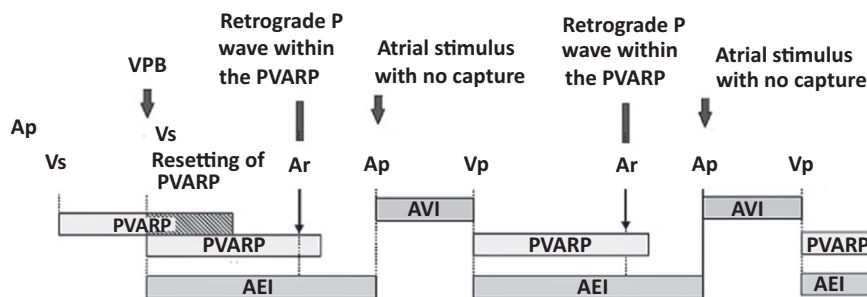 Retrograde P
wave within
the PVARP
Atrial stimulus
with no capture
Retrograde P
wave within
the PVARP
Atrial stimulus
with no capture
VPB
Ap
Vs
Vs
Resetting of
PVARP
Ar
Ap
Vp
Ar
Ap
Vp
PVARP
AVI
AVI
PVARP
PVARP
PVARP
AEI
AEI
AEI